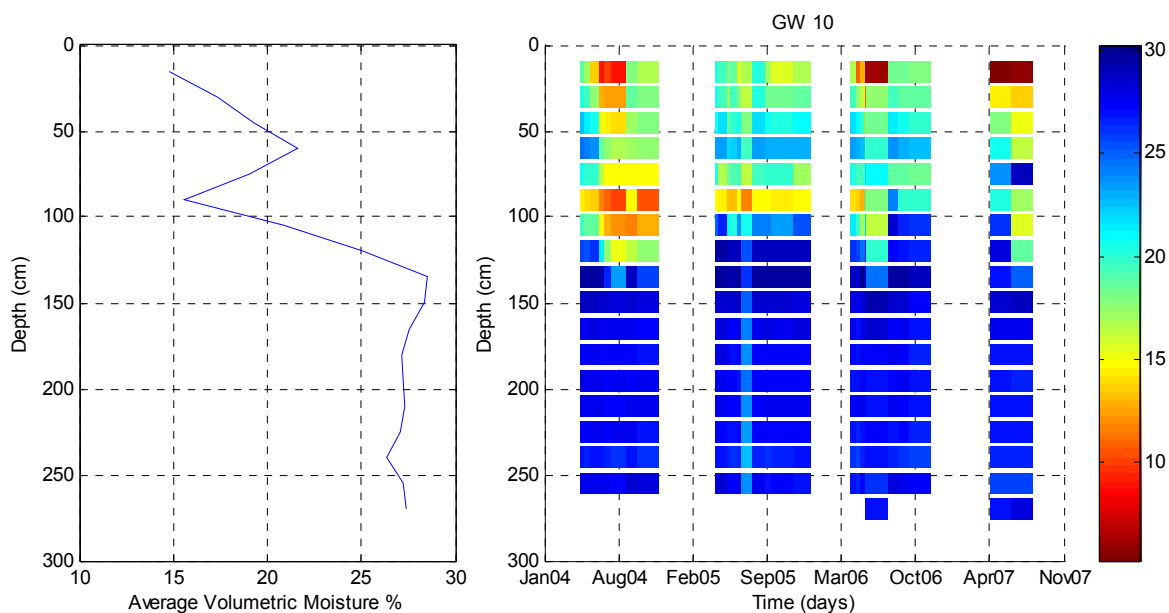 GW 10
0
50
100
150
200
250
300
Depth (cm)
10 15 20 25 30
Average Volumetric Moisture %
0
50
100
150
200
250
300
Depth (cm)
Jan04 Aug04 Feb05 Sep05 Mar06 Oct06 Apr07 Nov07
Time (days)
30
25
20
15
10